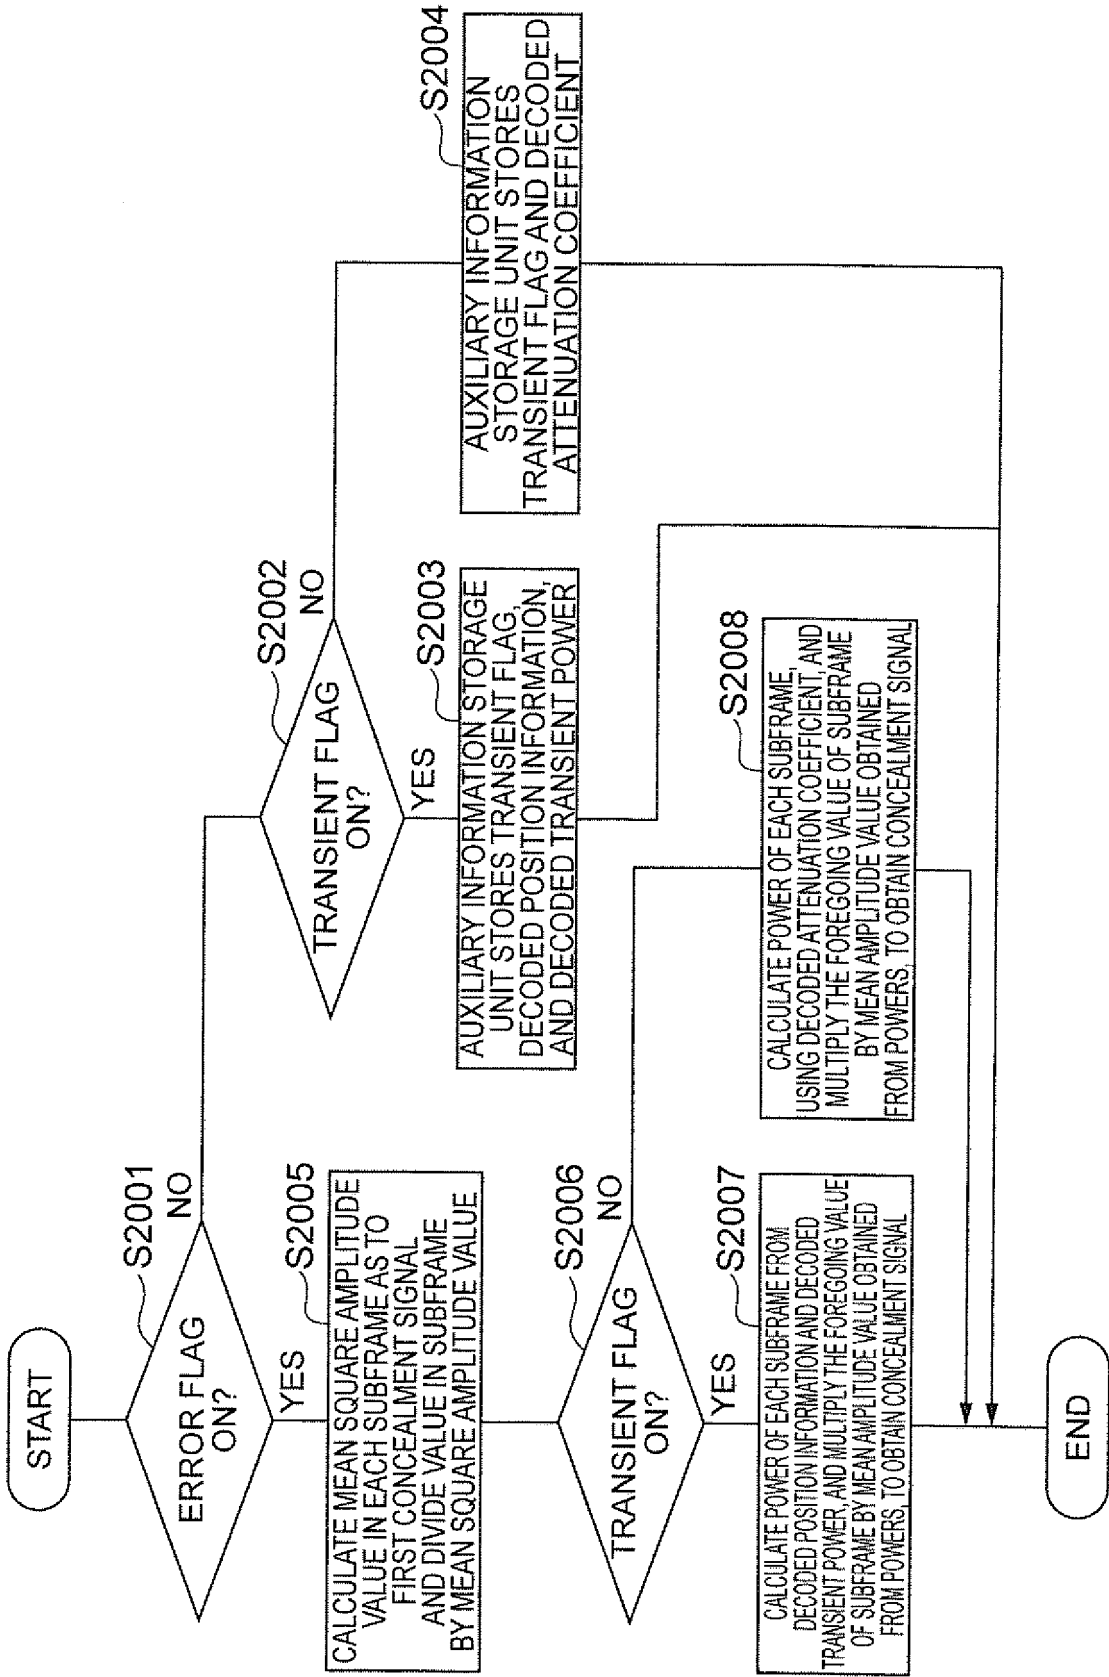 START
S2001
ERROR FLAG
ON?
NO
YES
S2002
TRANSIENT FLAG
ON?
NO
YES
S2003
AUXILIARY INFORMATION STORAGE
UNIT STORES TRANSIENT FLAG,
DECODED POSITION INFORMATION,
AND DECODED TRANSIENT POWER
S2004
AUXILIARY INFORMATION
STORAGE UNIT STORES
TRANSIENT FLAG AND DECODED
ATTENUATION COEFFICIENT
S2005
CALCULATE MEAN SQUARE AMPLITUDE
VALUE IN EACH SUBFRAME AS TO
FIRST CONCEALMENT SIGNAL
AND DIVIDE VALUE IN SUBFRAME
BY MEAN SQUARE AMPLITUDE VALUE
S2006
TRANSIENT FLAG
ON?
NO
YES
S2007
CALCULATE POWER OF EACH SUBFRAME FROM
DECODED POSITION INFORMATION AND DECODED
TRANSIENT POWER, AND MULTIPLY THE FOREGOING VALUE
OF SUBFRAME BY MEAN AMPLITUDE VALUE OBTAINED
FROM POWERS, TO OBTAIN CONCEALMENT SIGNAL
S2008
CALCULATE POWER OF EACH SUBFRAME,
USING DECODED ATTENUATION COEFFICIENT, AND
MULTIPLY THE FOREGOING VALUE OF SUBFRAME
BY MEAN AMPLITUDE VALUE OBTAINED
FROM POWERS, TO OBTAIN CONCEALMENT SIGNAL
END